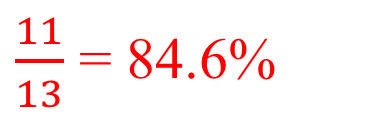 11/13 = 84.6%